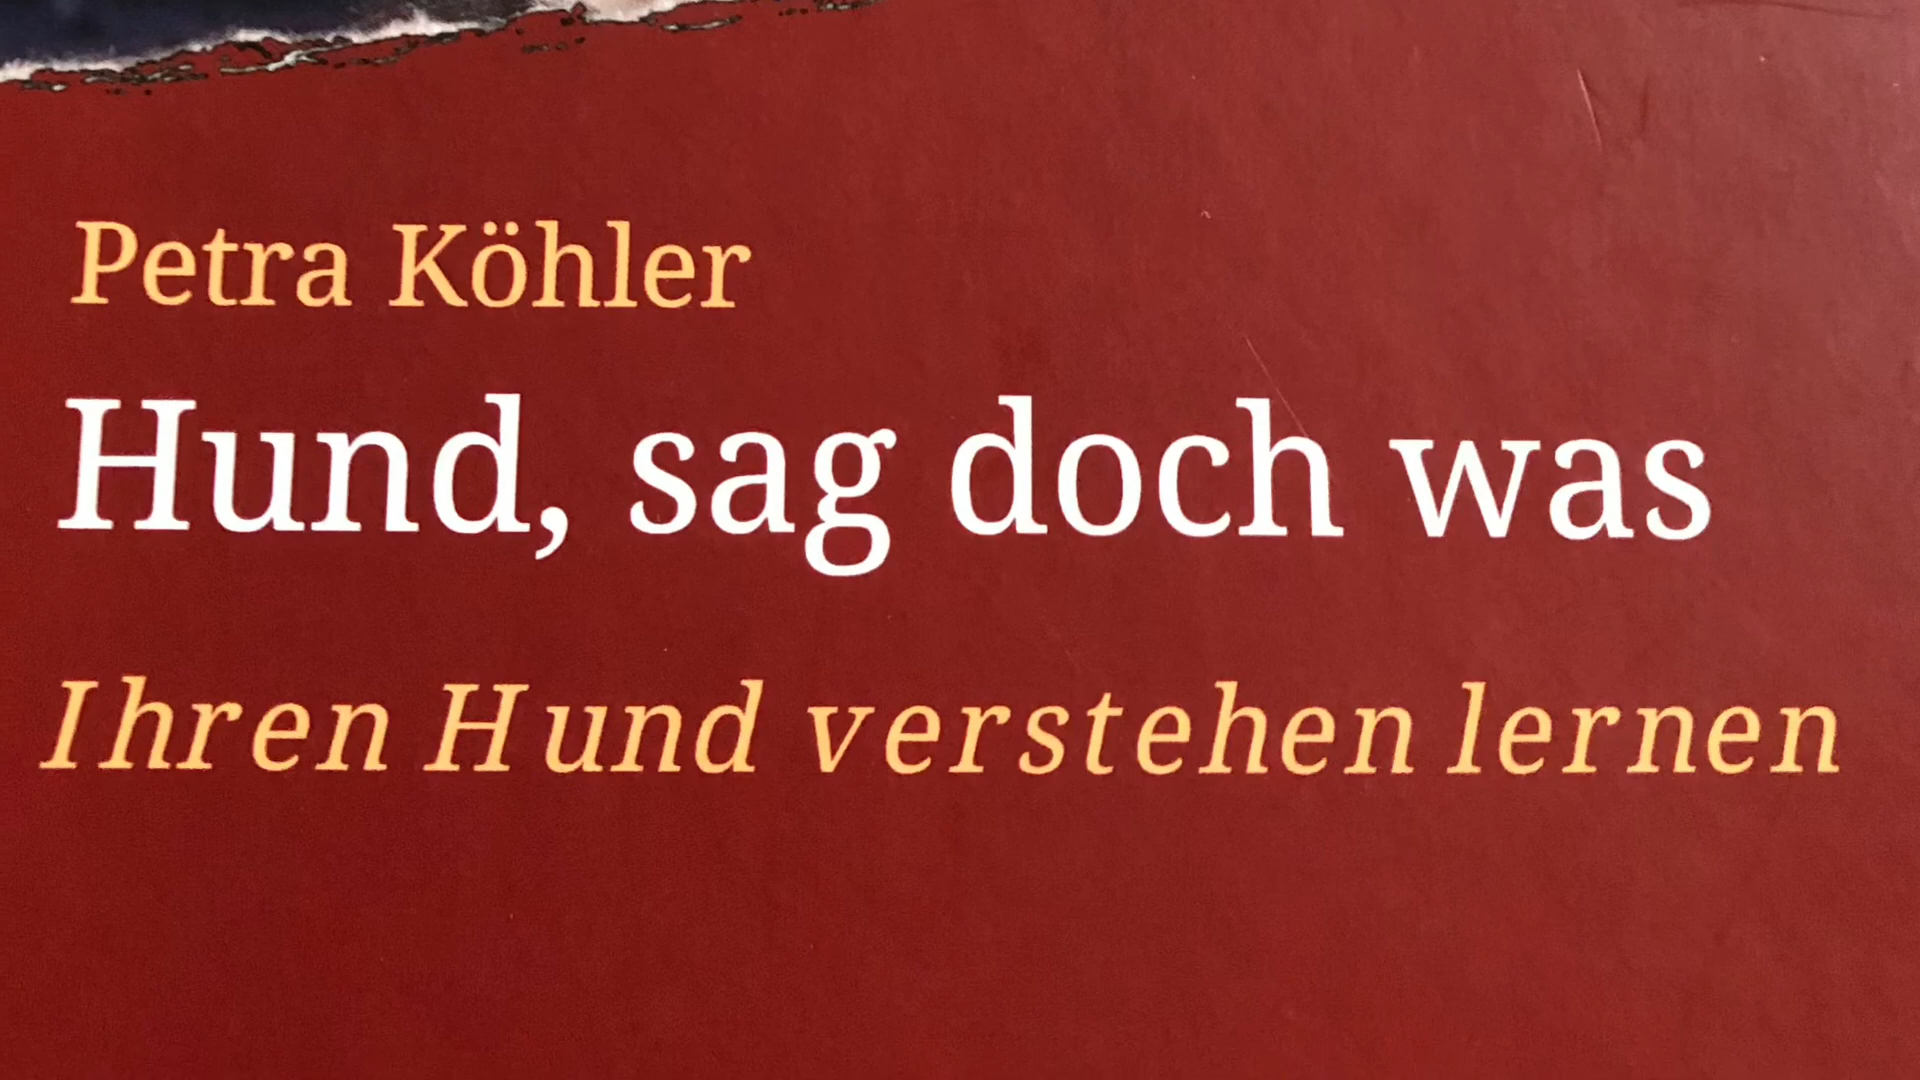 Petra Köhler
Hund, sag doch was
Ihren Hund verstehen lernen